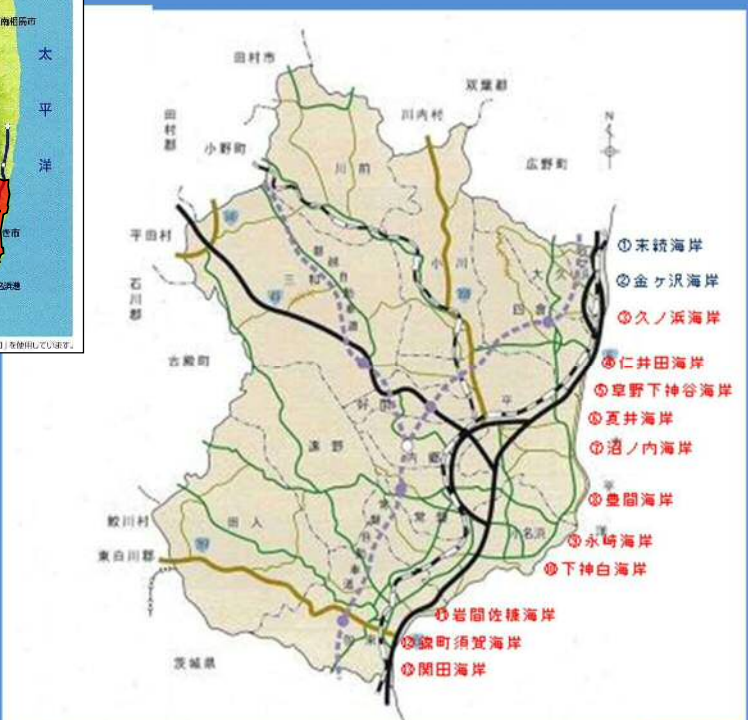 南相馬市
太
平
洋
田村市
双葉郡
川内村
田村郡
小野町
広野町
川前
N
平田村
石川郡
三和
小川
大久
四倉
①末続海岸
②金ヶ沢海岸
③久ノ浜海岸
古殿町
④仁井田海岸
⑤草野下神谷海岸
⑥夏井海岸
⑦沼ノ内海岸
平
遠野
内郷
⑧豊間海岸
平
洋
鮫川村
田人
常磐
小名浜
⑨永崎海岸
東白川郡
⑩下神白海岸
⑪岩間佐糠海岸
⑫錦町須賀海岸
⑬関田海岸
茨城県